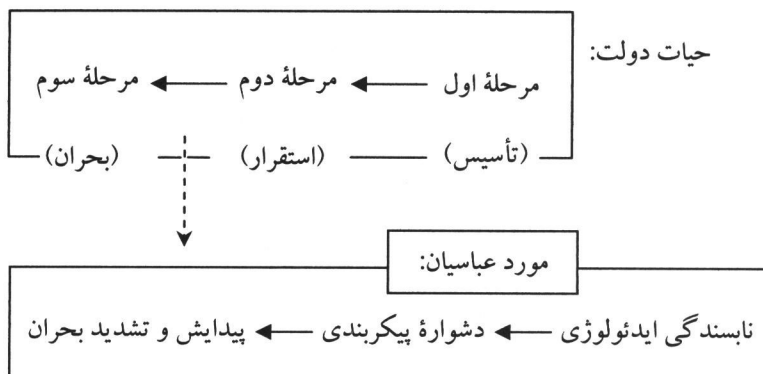 حیات دولت:
مرحلهٔ اول مرحلهٔ دوم مرحلهٔ سوم
(تأسیس) (استقرار) (بحران)
مورد عباسیان:
نابسندگی ایدئولوژی دشوارهٔ پیکربندی پیدایش و تشدید بحران